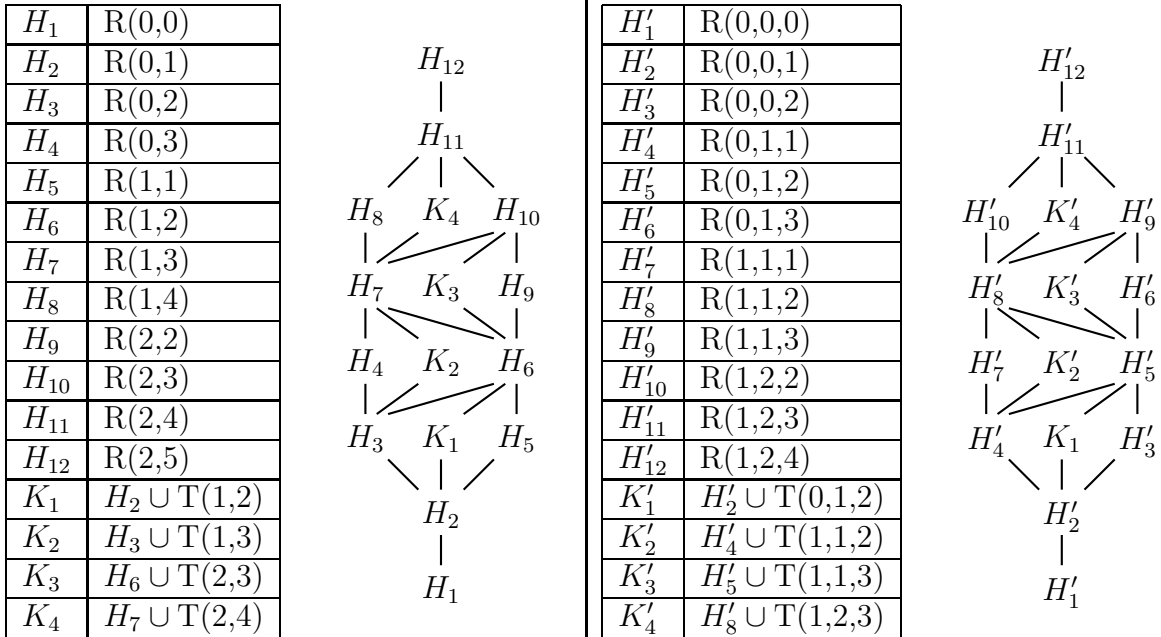 H₁ R(0,0)
H₂ R(0,1)
H₃ R(0,2)
H₄ R(0,3)
H₅ R(1,1)
H₆ R(1,2)
H₇ R(1,3)
H₈ R(1,4)
H₉ R(2,2)
H₁₀ R(2,3)
H₁₁ R(2,4)
H₁₂ R(2,5)
K₁ H₂ ∪ T(1,2)
K₂ H₃ ∪ T(1,3)
K₃ H₆ ∪ T(2,3)
K₄ H₇ ∪ T(2,4)
H₁₂
H₁₁
H₈ K₄ H₁₀
H₇ K₃ H₉
H₄ K₂ H₆
H₃ K₁ H₅
H₂
H₁
H′₁ R(0,0,0)
H′₂ R(0,0,1)
H′₃ R(0,0,2)
H′₄ R(0,1,1)
H′₅ R(0,1,2)
H′₆ R(0,1,3)
H′₇ R(1,1,1)
H′₈ R(1,1,2)
H′₉ R(1,1,3)
H′₁₀ R(1,2,2)
H′₁₁ R(1,2,3)
H′₁₂ R(1,2,4)
K′₁ H′₂ ∪ T(0,1,2)
K′₂ H′₄ ∪ T(1,1,2)
K′₃ H′₅ ∪ T(1,1,3)
K′₄ H′₈ ∪ T(1,2,3)
H′₁₂
H′₁₁
H′₁₀ K′₄ H′₉
H′₈ K′₃ H′₆
H′₇ K′₂ H′₅
H′₄ K₁ H′₃
H′₂
H′₁